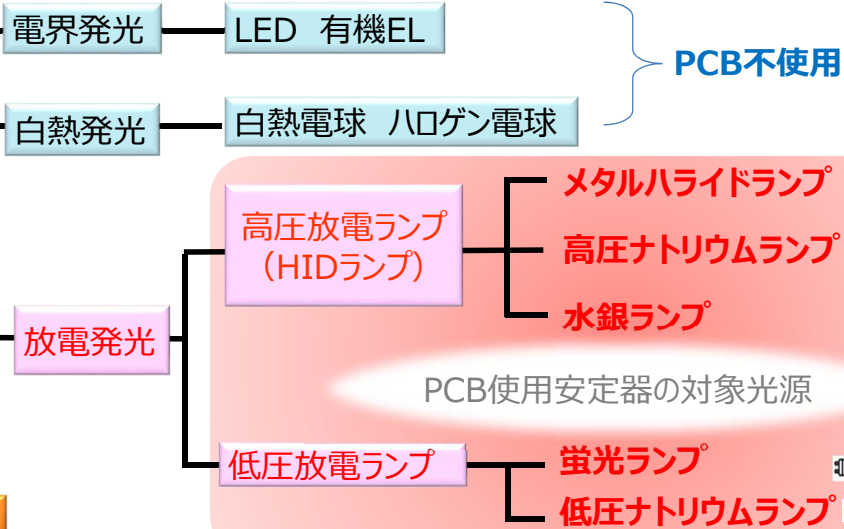 電界発光
LED 有機EL
PCB不使用
白熱発光
白熱電球 ハロゲン電球
メタルハライドランプ
高圧放電ランプ
（HIDランプ）
高圧ナトリウムランプ
水銀ランプ
放電発光
PCB使用安定器の対象光源
低圧放電ランプ
蛍光ランプ
低圧ナトリウムランプ